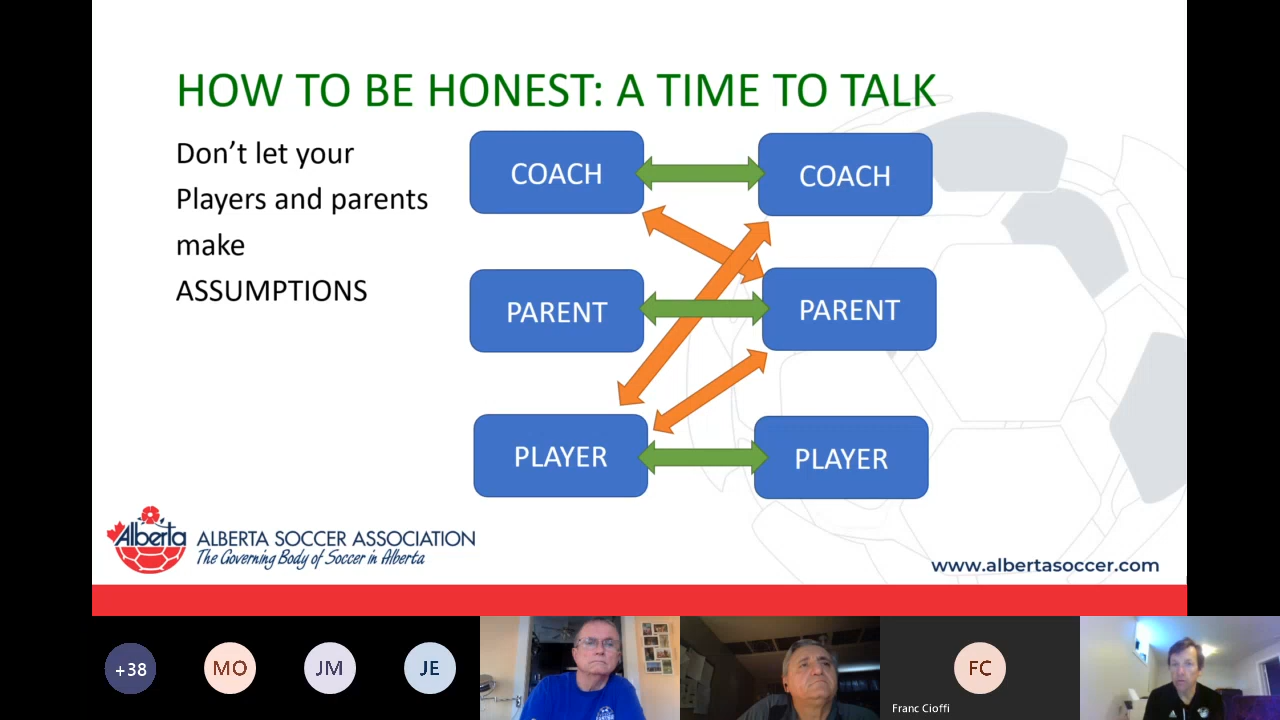 HOW TO BE HONEST: A TIME TO TALK
Don’t let your
Players and parents
make
ASSUMPTIONS
COACH
COACH
PARENT
PARENT
PLAYER
PLAYER
Alberta
ALBERTA SOCCER ASSOCIATION
The Governing Body of Soccer in Alberta
www.albertasoccer.com
+38
MO
JM
JE
FC
Franc Cioffi